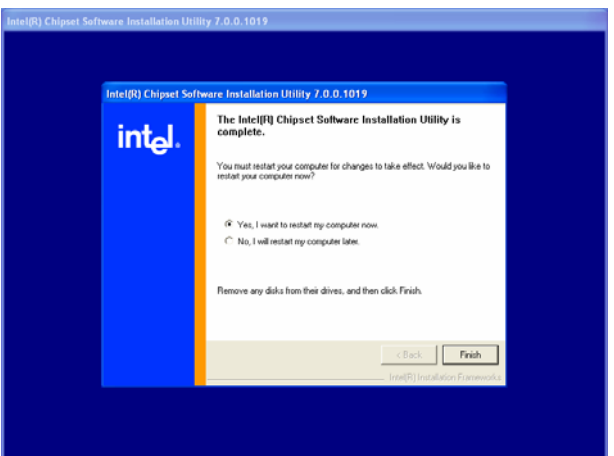 Intel(R) Chipset Software Installation Utility 7.0.0.1019
Intel(R) Chipset Software Installation Utility 7.0.0.1019
intel.
The Intel(R) Chipset Software Installation Utility is
complete.
You must restart your computer for changes to take effect. Would you like to
restart your computer now?
Yes, I want to restart my computer now.
No, I will restart my computer later.
Remove any disks from their drives, and then click Finish.
< Back
Finish
Intel(R) Installation Frameworks